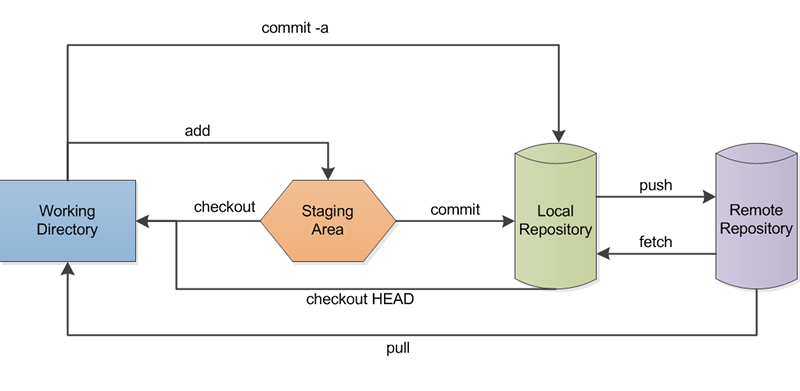 commit -a
add
Working
Directory
checkout
Staging
Area
commit
Local
Repository
push
fetch
Remote
Repository
checkout HEAD
pull